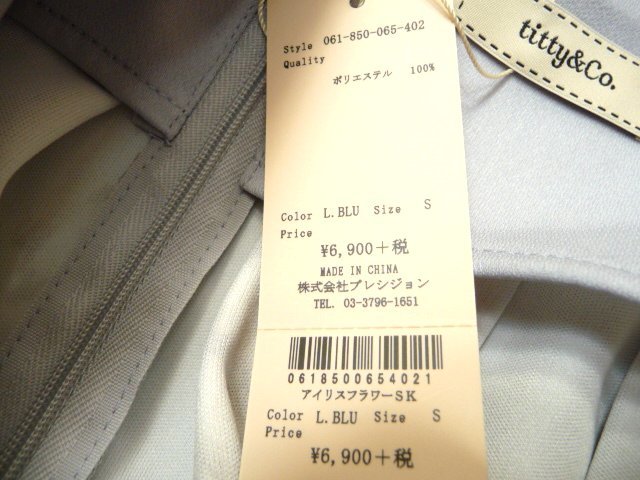 titty&Co.
Style 061-850-065-402
Quality
ポリエステル 100%
Color L.BLU Size S
Price
¥6,900+税
MADE IN CHINA
株式会社プレシジョン
TEL. 03-3796-1651
0618500654021
アイリスフラワーSK
Color L.BLU Size S
Price
¥6,900+税